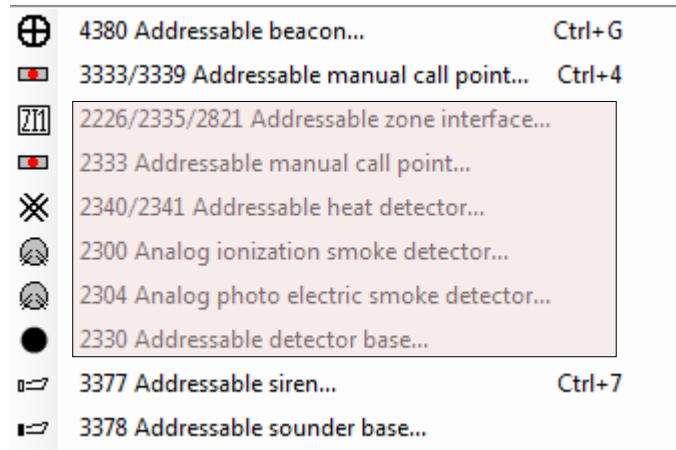 4380 Addressable beacon... Ctrl+G
3333/3339 Addressable manual call point... Ctrl+4
ZI1 2226/2335/2821 Addressable zone interface...
2333 Addressable manual call point...
2340/2341 Addressable heat detector...
2300 Analog ionization smoke detector...
2304 Analog photo electric smoke detector...
2330 Addressable detector base...
3377 Addressable siren... Ctrl+7
3378 Addressable sounder base...